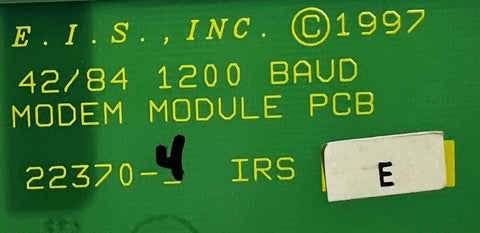 E.I.S., INC. ©1997
42/84 1200 BAUD
MODEM MODULE PCB
22370-4 IRS E